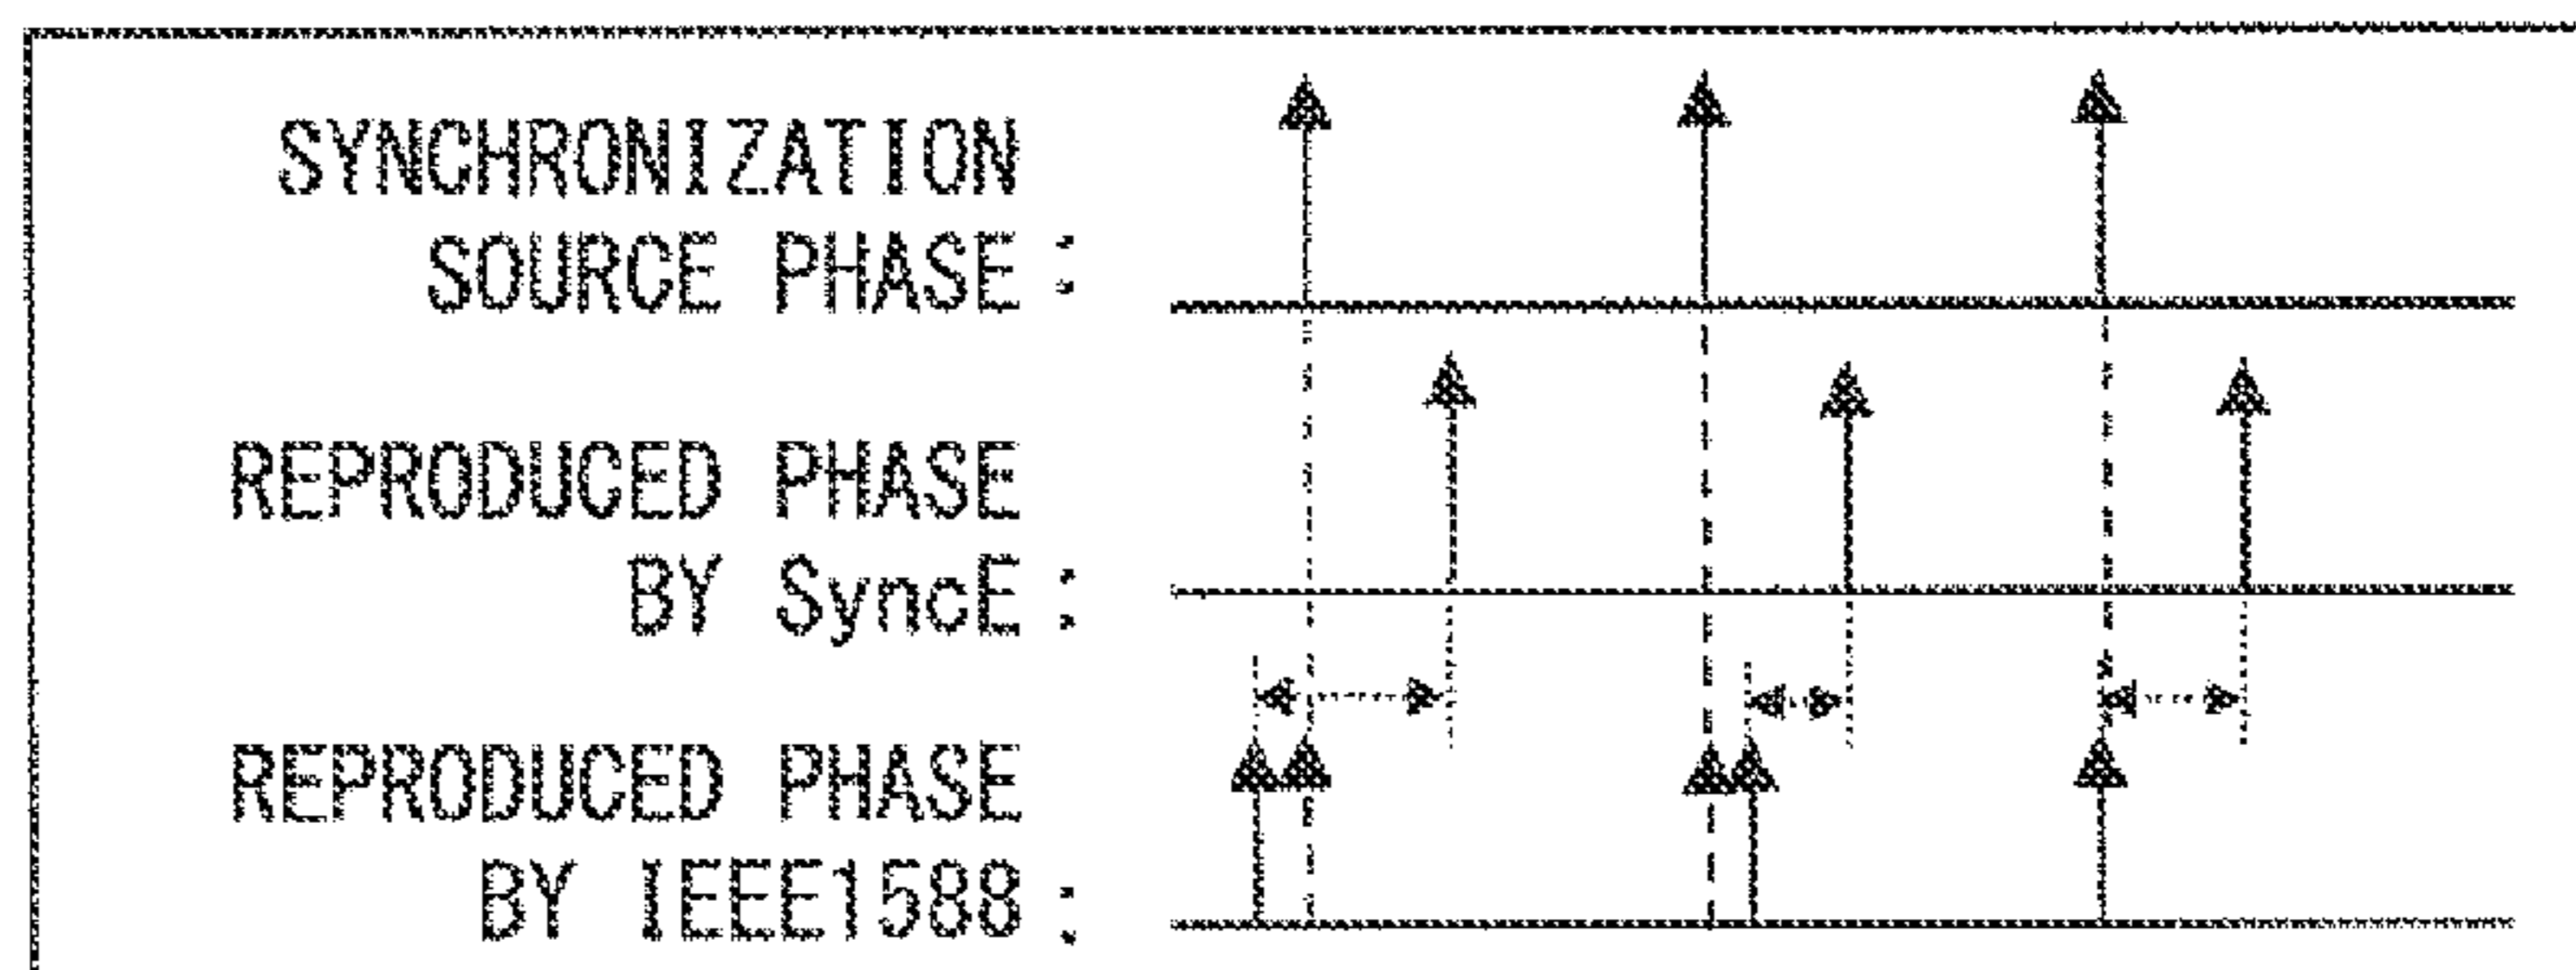 SYNCHRONIZATION
SOURCE PHASE :
REPRODUCED PHASE
BY SyncE :
REPRODUCED PHASE
BY IEEE1588 :